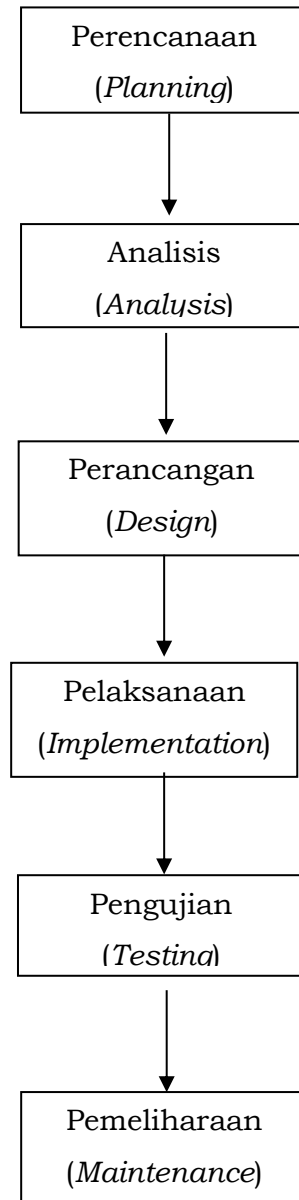 Perencanaan
(Planning)
Analisis
(Analysis)
Perancangan
(Design)
Pelaksanaan
(Implementation)
Pengujian
(Testing)
Pemeliharaan
(Maintenance)